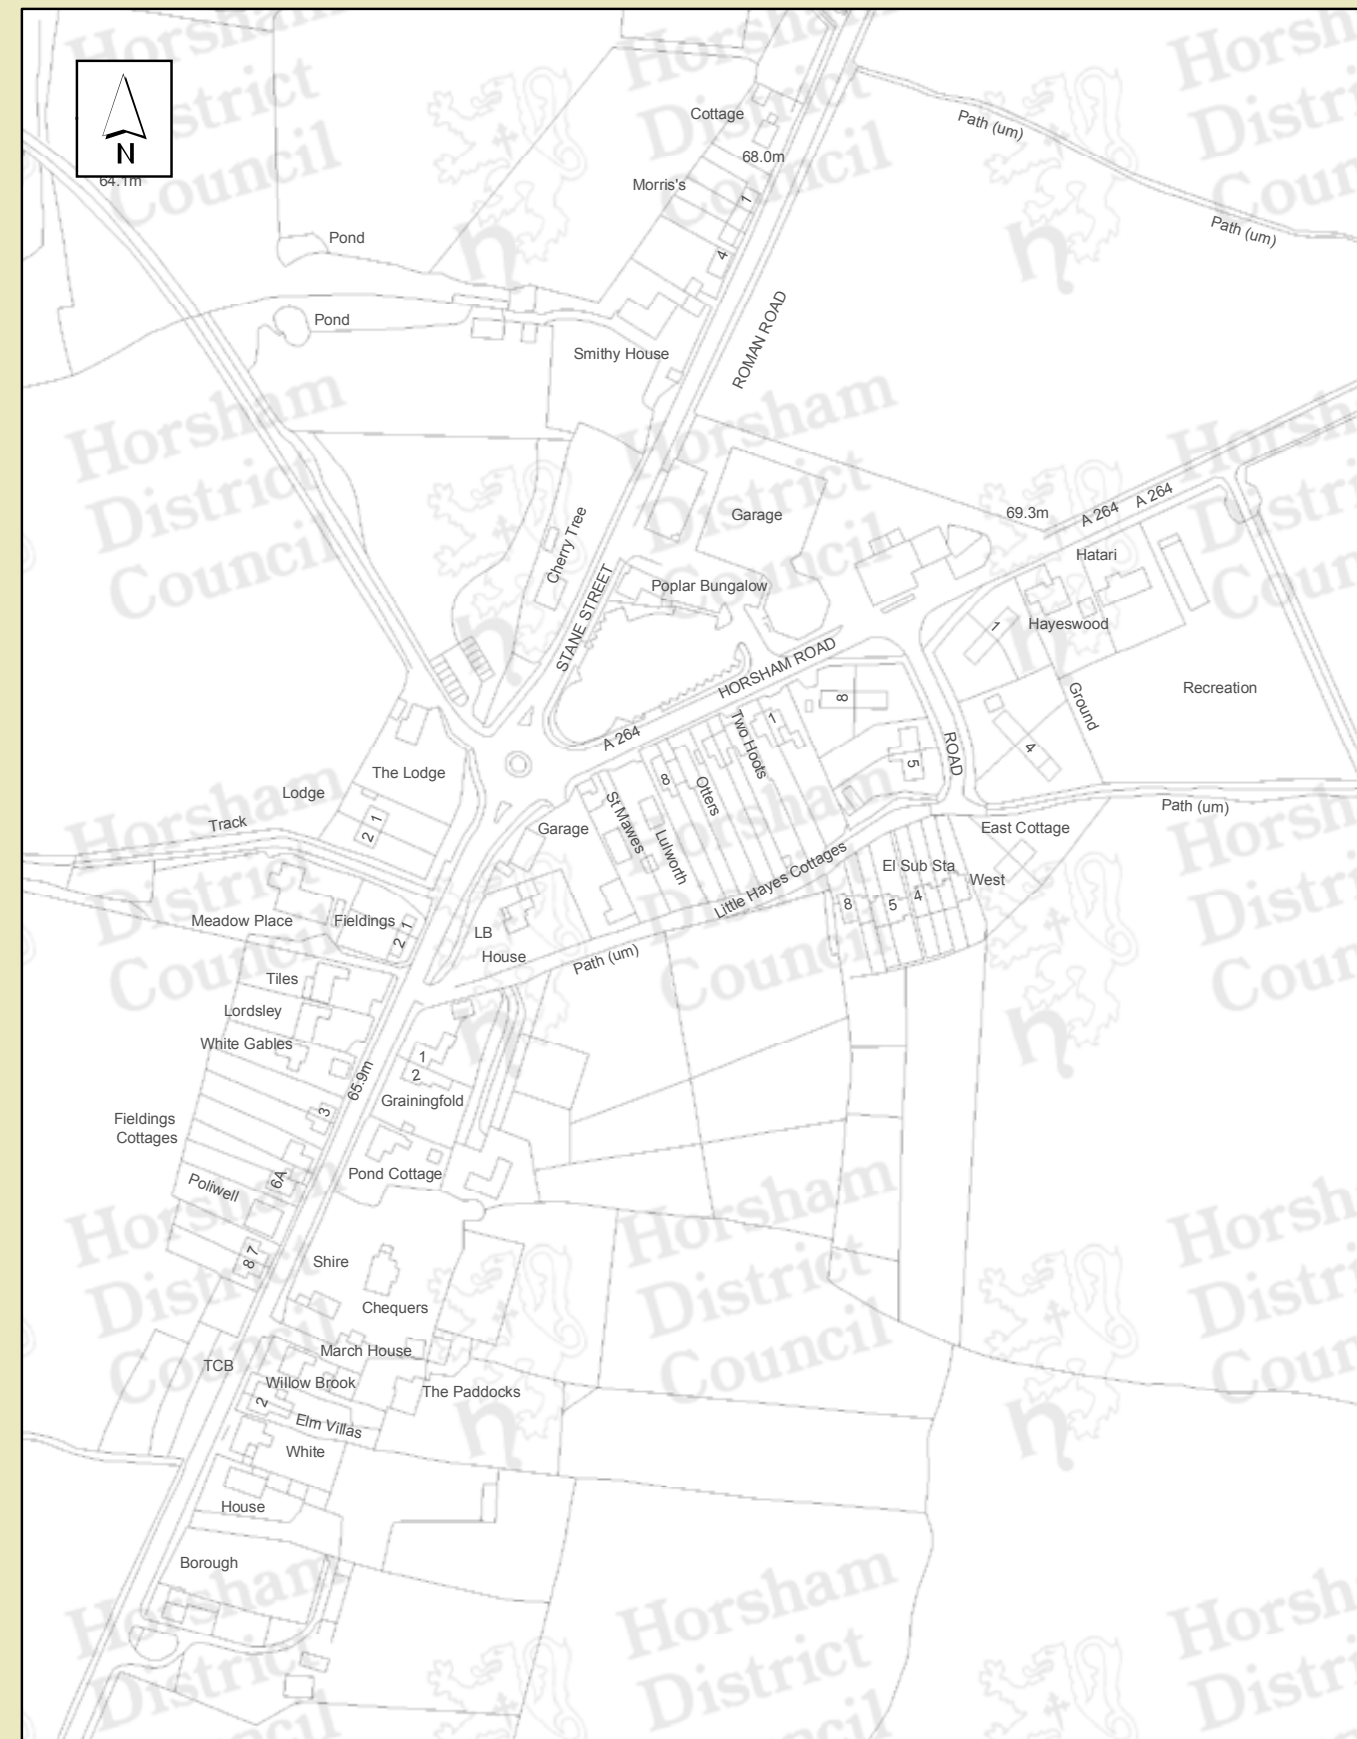 Horsham
District
Council
N
64.1m
Cottage
68.0m
Morris's
1
4
Path (um)
Path (um)
Pond
Pond
Smithy House
ROMAN ROAD
Cherry Tree
STANE STREET
Garage
Poplar Bungalow
69.3m
A 264
A 264
Hatari
Hayeswood
1
HORSHAM ROAD
Ground
Recreation
8
Two Hoots
1
A 264
ROAD
4
5
The Lodge
Lodge
Track
2 1
8
Otters
St Mawes
Lulworth
Garage
Path (um)
East Cottage
El Sub Sta
West
Little Hayes Cottages
8
5
4
Meadow Place
Fieldings
2 1
LB
House
Path (um)
Tiles
Lordsley
White Gables
65.9m
1
2
Grainingfold
3
Fieldings
Cottages
Pond Cottage
6A
Poliwell
8 7
Shire
Chequers
March House
TCB
Willow Brook
The Paddocks
2
Elm Villas
White
House
Borough